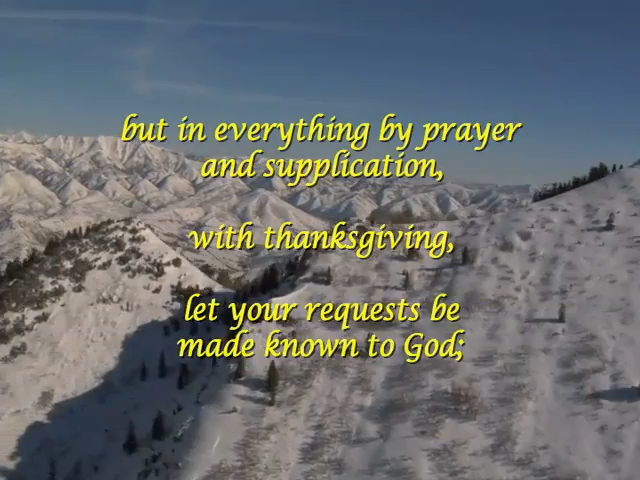 but in everything by prayer
and supplication,
with thanksgiving,
let your requests be
made known to God;